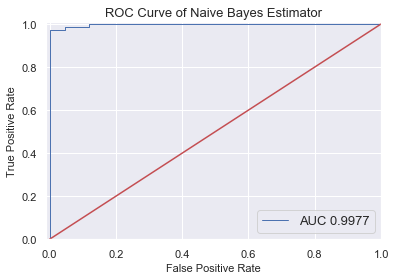 ROC Curve of Naive Bayes Estimator
1.0
0.8
0.6
0.4
0.2
0.0
True Positive Rate
AUC 0.9977
0.0 0.2 0.4 0.6 0.8 1.0
False Positive Rate